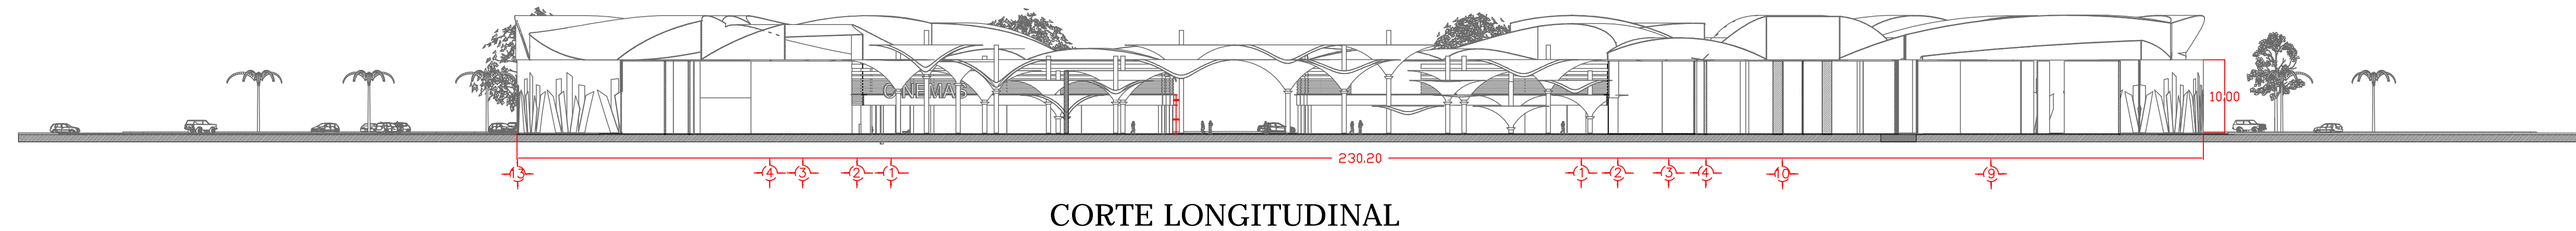 CINEMAS
10.00
230.20
13 4 3 2 1 1 2 3 4 10 9
CORTE LONGITUDINAL